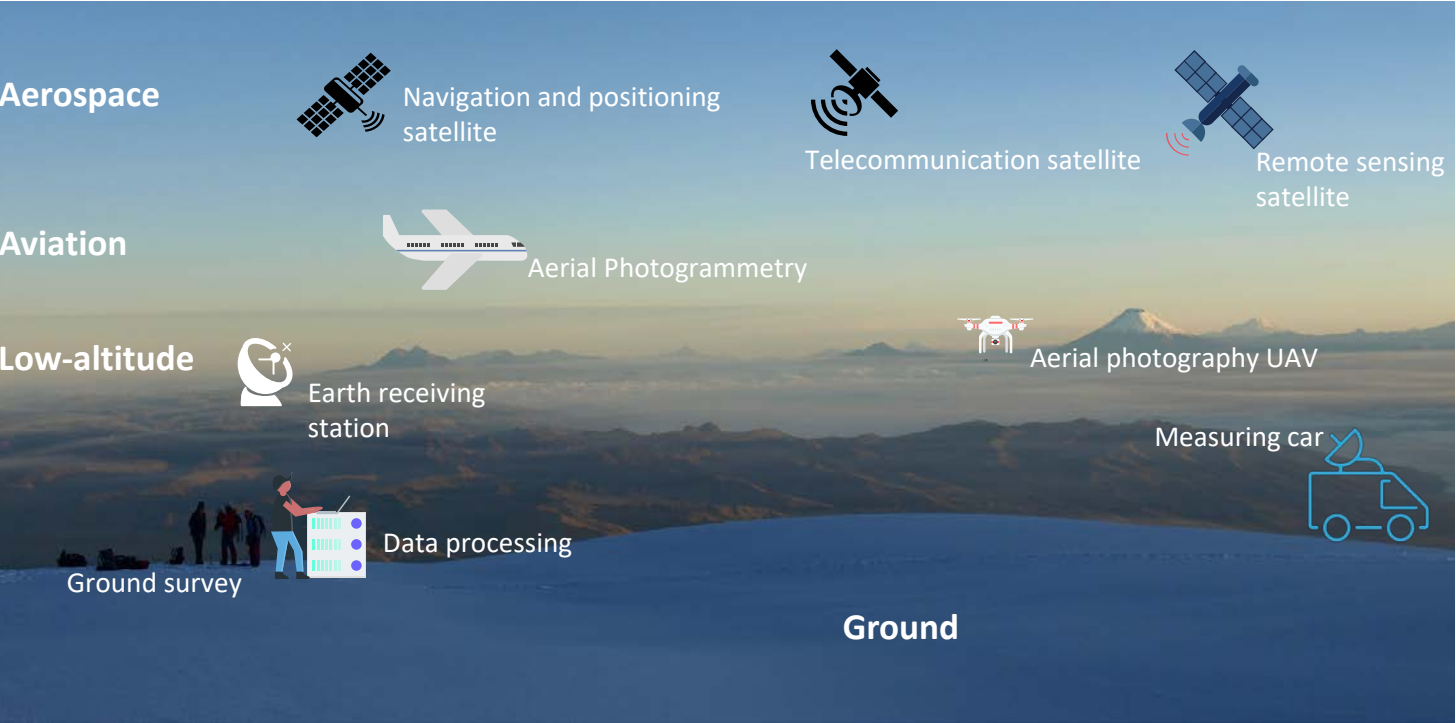 Aerospace
Navigation and positioning
satellite
Telecommunication satellite
Remote sensing
satellite
Aviation
Aerial Photogrammetry
Low-altitude
Earth receiving
station
Aerial photography UAV
Measuring car
Data processing
Ground survey
Ground